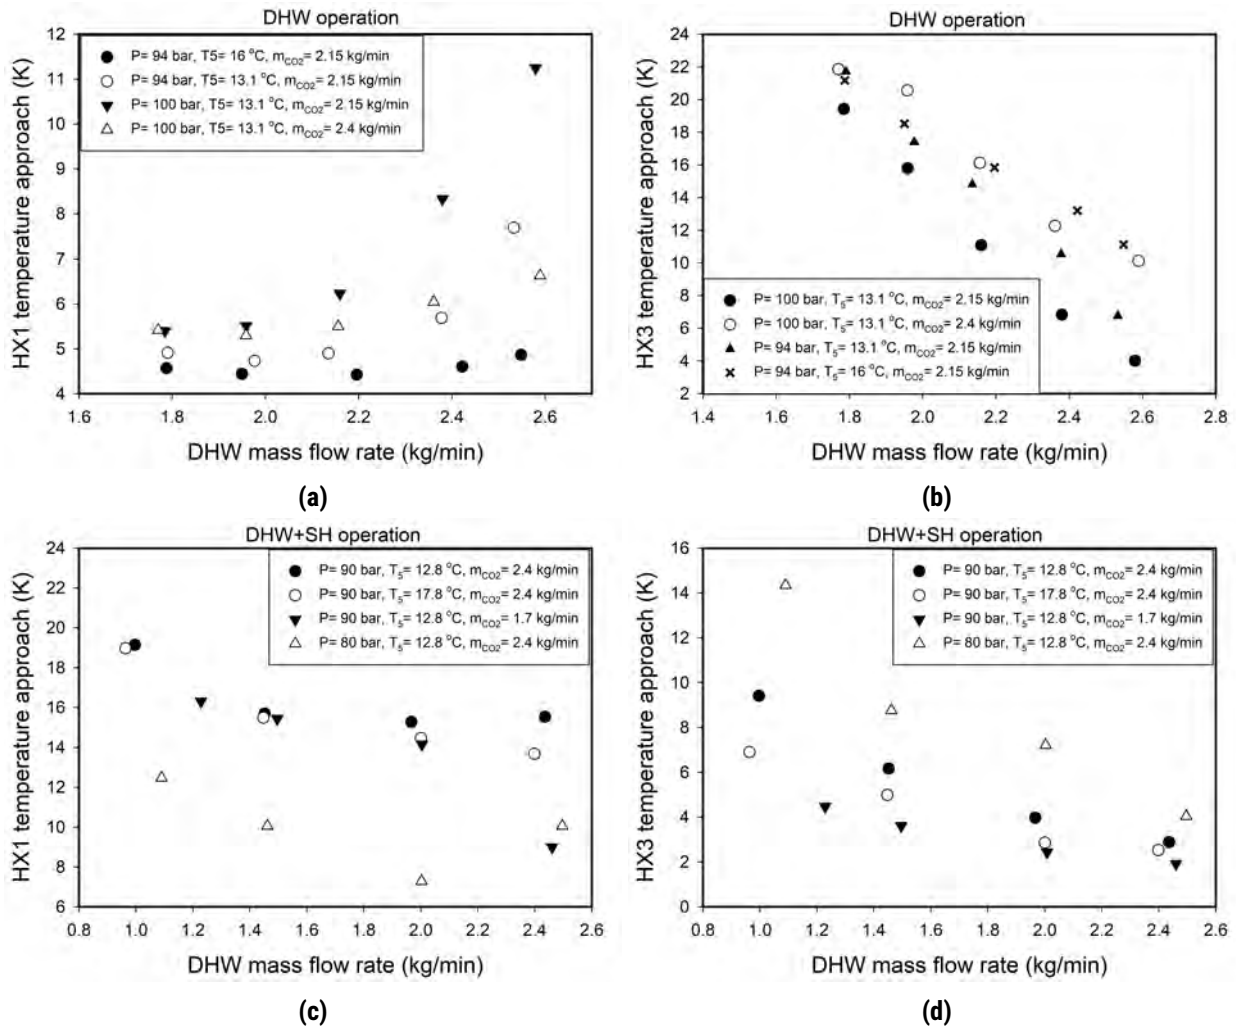 DHW operation
12
11
10
9
8
7
6
5
4
HX1 temperature approach (K)
P= 94 bar, T5= 16 °C, mCO2= 2.15 kg/min
P= 94 bar, T5= 13.1 °C, mCO2= 2.15 kg/min
P= 100 bar, T5= 13.1 °C, mCO2= 2.15 kg/min
P= 100 bar, T5= 13.1 °C, mCO2= 2.4 kg/min
1.6 1.8 2.0 2.2 2.4 2.6
DHW mass flow rate (kg/min)
(a)
DHW operation
24
22
20
18
16
14
12
10
8
6
4
2
HX3 temperature approach (K)
P= 100 bar, T5= 13.1 °C, mCO2= 2.15 kg/min
P= 100 bar, T5= 13.1 °C, mCO2= 2.4 kg/min
P= 94 bar, T5= 13.1 °C, mCO2= 2.15 kg/min
P= 94 bar, T5= 16 °C, mCO2= 2.15 kg/min
1.4 1.6 1.8 2.0 2.2 2.4 2.6 2.8
DHW mass flow rate (kg/min)
(b)
DHW+SH operation
24
22
20
18
16
14
12
10
8
6
HX1 temperature approach (K)
P= 90 bar, T5= 12.8 °C, mCO2= 2.4 kg/min
P= 90 bar, T5= 17.8 °C, mCO2= 2.4 kg/min
P= 90 bar, T5= 12.8 °C, mCO2= 1.7 kg/min
P= 80 bar, T5= 12.8 °C, mCO2= 2.4 kg/min
0.8 1.0 1.2 1.4 1.6 1.8 2.0 2.2 2.4 2.6
DHW mass flow rate (kg/min)
(c)
DHW+SH operation
16
14
12
10
8
6
4
2
0
HX3 temperature approach (K)
P= 90 bar, T5= 12.8 °C, mCO2= 2.4 kg/min
P= 90 bar, T5= 17.8 °C, mCO2= 2.4 kg/min
P= 90 bar, T5= 12.8 °C, mCO2= 1.7 kg/min
P= 80 bar, T5= 12.8 °C, mCO2= 2.4 kg/min
0.8 1.0 1.2 1.4 1.6 1.8 2.0 2.2 2.4 2.6
DHW mass flow rate (kg/min)
(d)